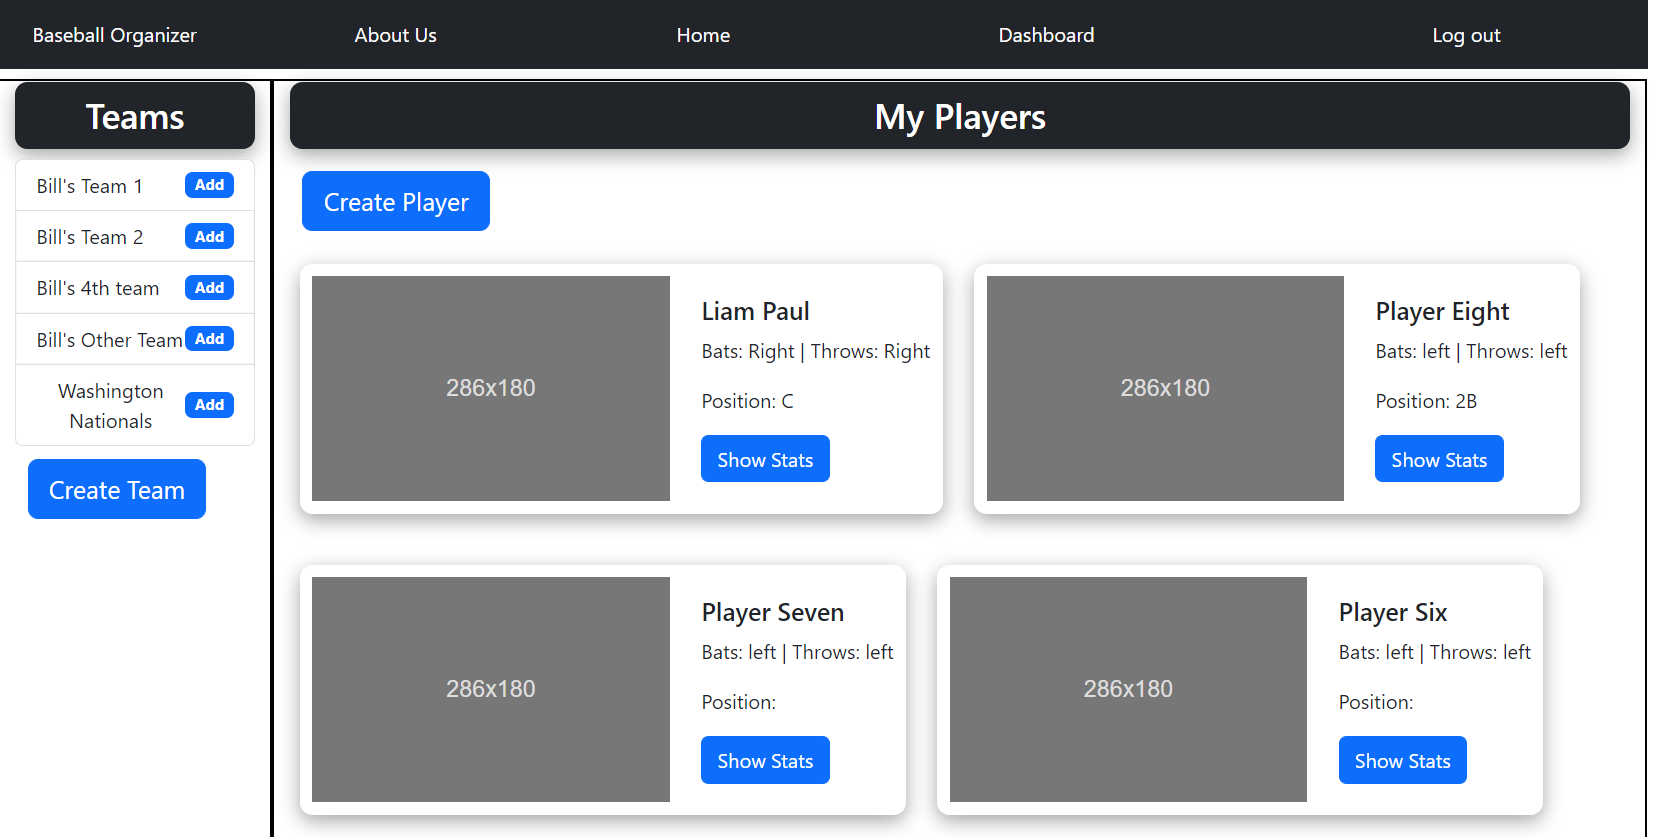 Baseball Organizer About Us Home Dashboard Log out
Teams
Bill's Team 1 Add
Bill's Team 2 Add
Bill's 4th team Add
Bill's Other Team Add
Washington
Nationals Add
Create Team
My Players
Create Player
286x180
Liam Paul
Bats: Right | Throws: Right
Position: C
Show Stats
286x180
Player Eight
Bats: left | Throws: left
Position: 2B
Show Stats
286x180
Player Seven
Bats: left | Throws: left
Position:
Show Stats
286x180
Player Six
Bats: left | Throws: left
Position:
Show Stats